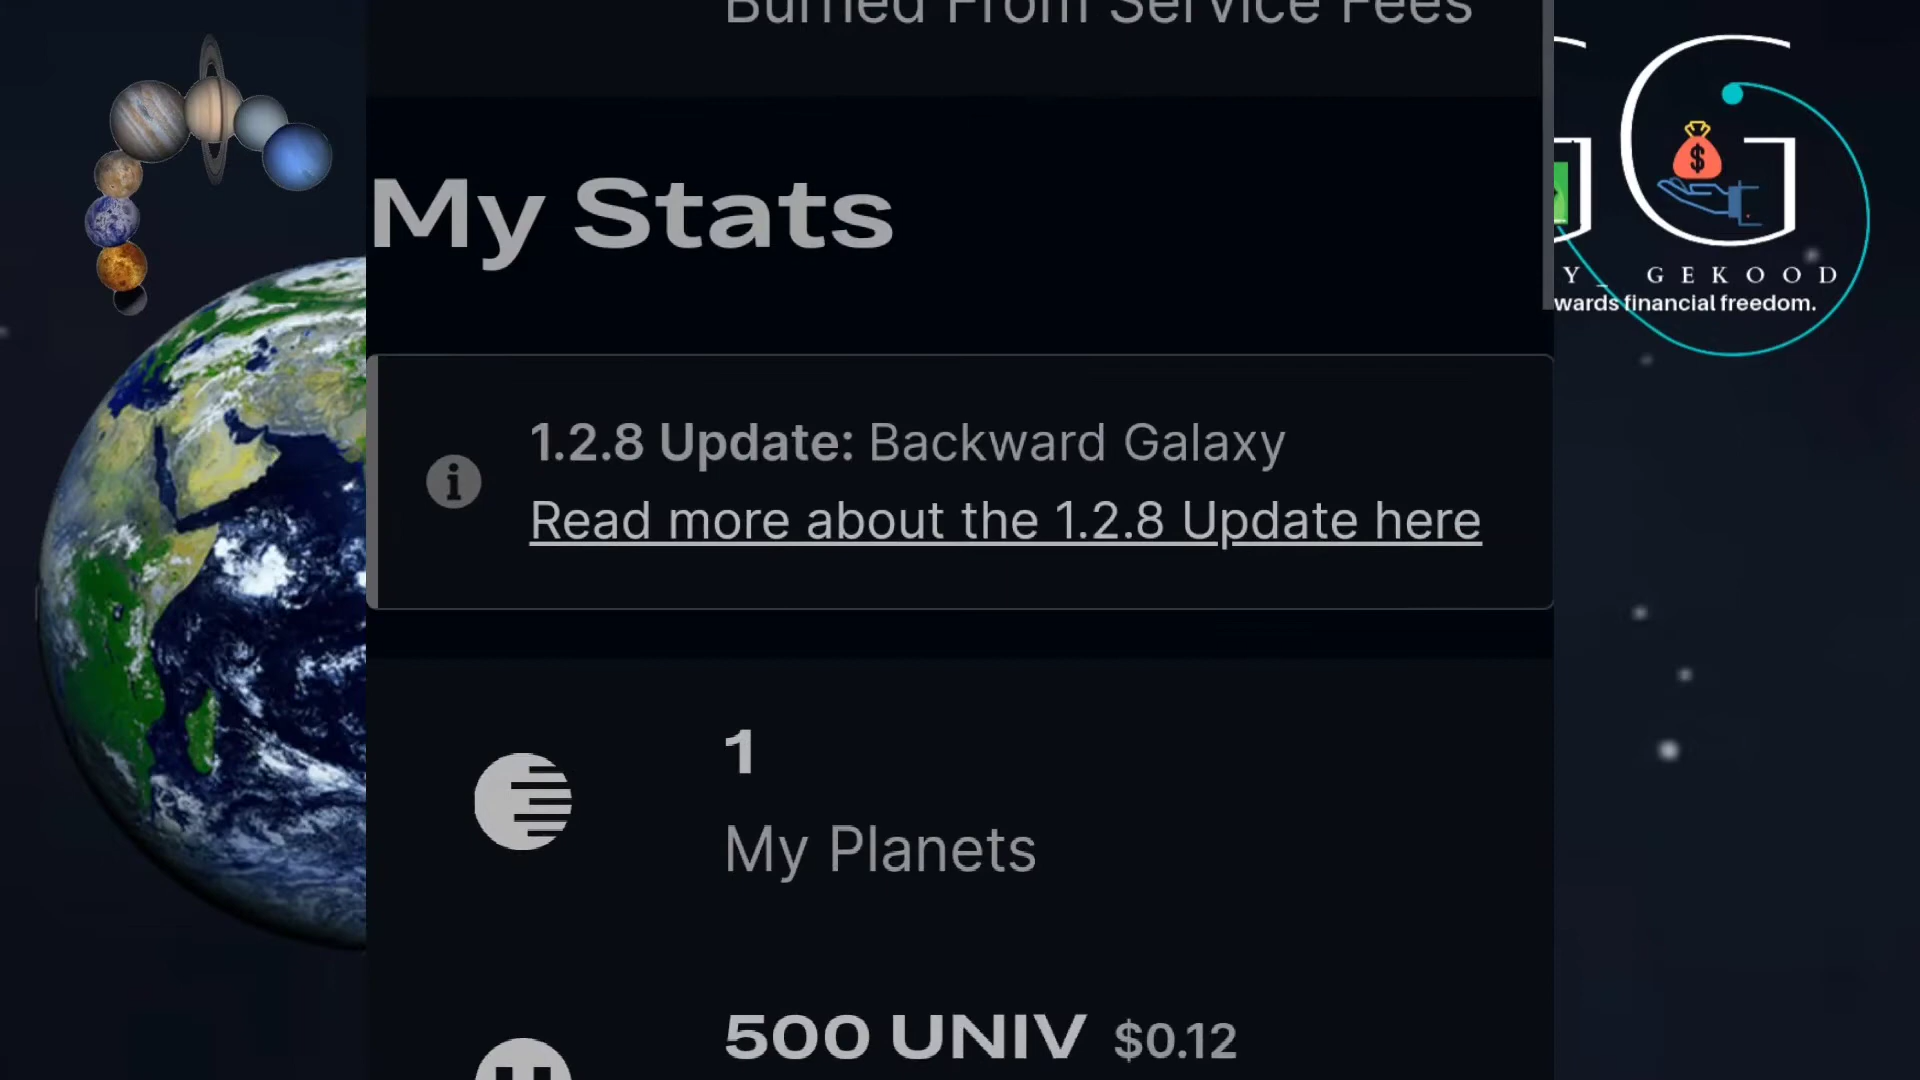 Burned From Service Fees
My Stats
1.2.8 Update: Backward Galaxy
Read more about the 1.2.8 Update here
1
My Planets
500 UNIV $0.12
Y_ GEKOOD
wards financial freedom.